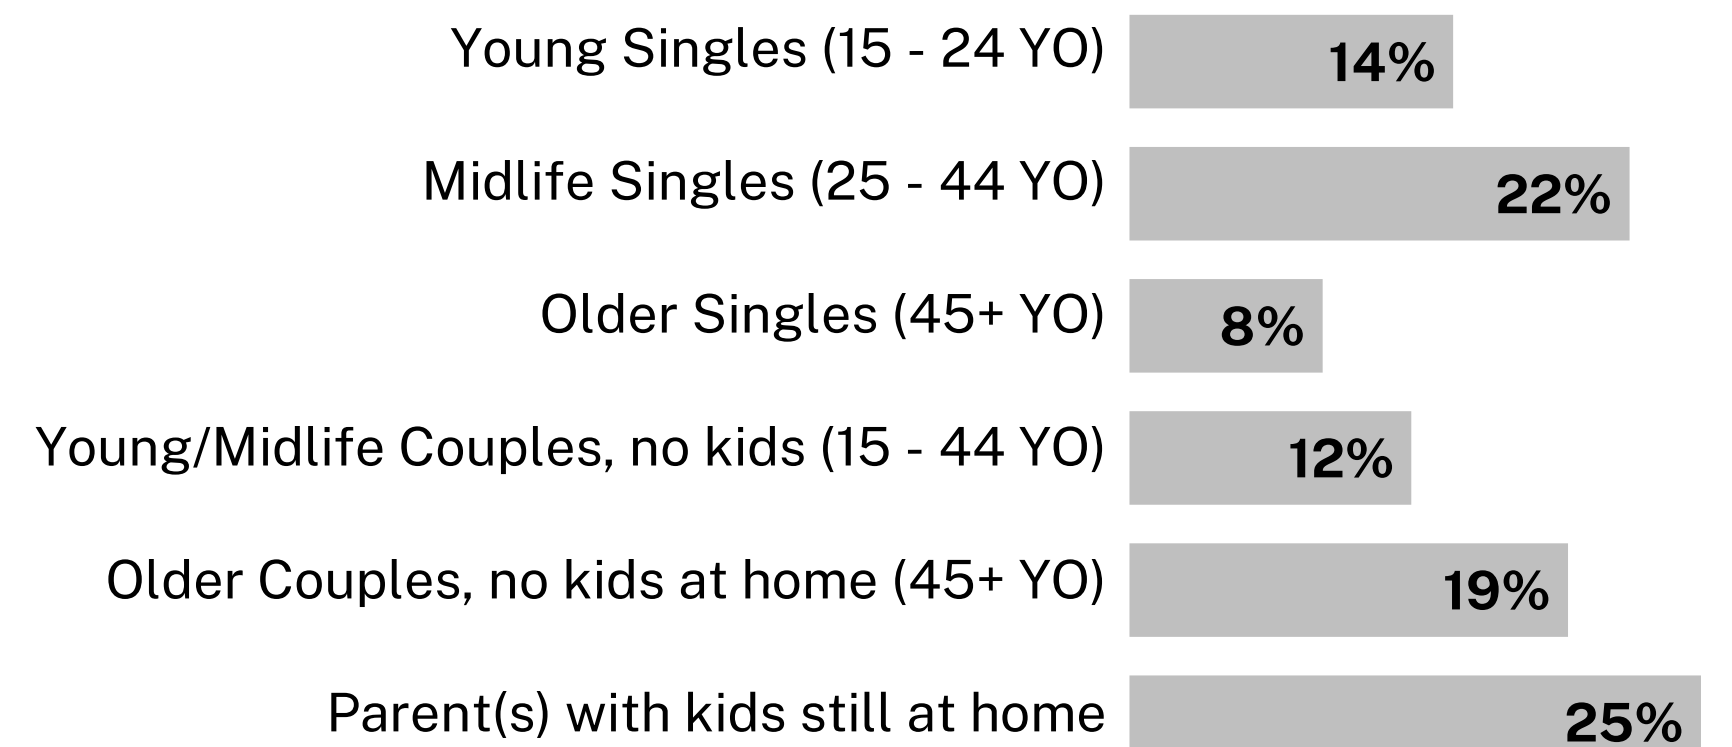 Young Singles (15 - 24 YO) 14%
Midlife Singles (25 - 44 YO) 22%
Older Singles (45+ YO) 8%
Young/Midlife Couples, no kids (15 - 44 YO) 12%
Older Couples, no kids at home (45+ YO) 19%
Parent(s) with kids still at home 25%